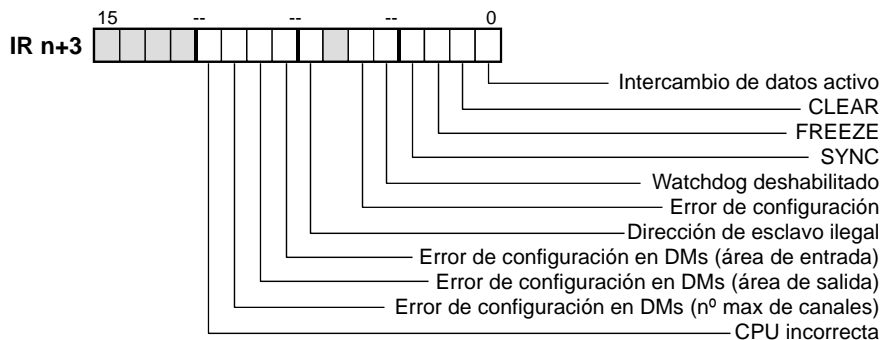 15 -- -- -- 0
IR n+3
Intercambio de datos activo
CLEAR
FREEZE
SYNC
Watchdog deshabilitado
Error de configuración
Dirección de esclavo ilegal
Error de configuración en DMs (área de entrada)
Error de configuración en DMs (área de salida)
Error de configuración en DMs (nº max de canales)
CPU incorrecta